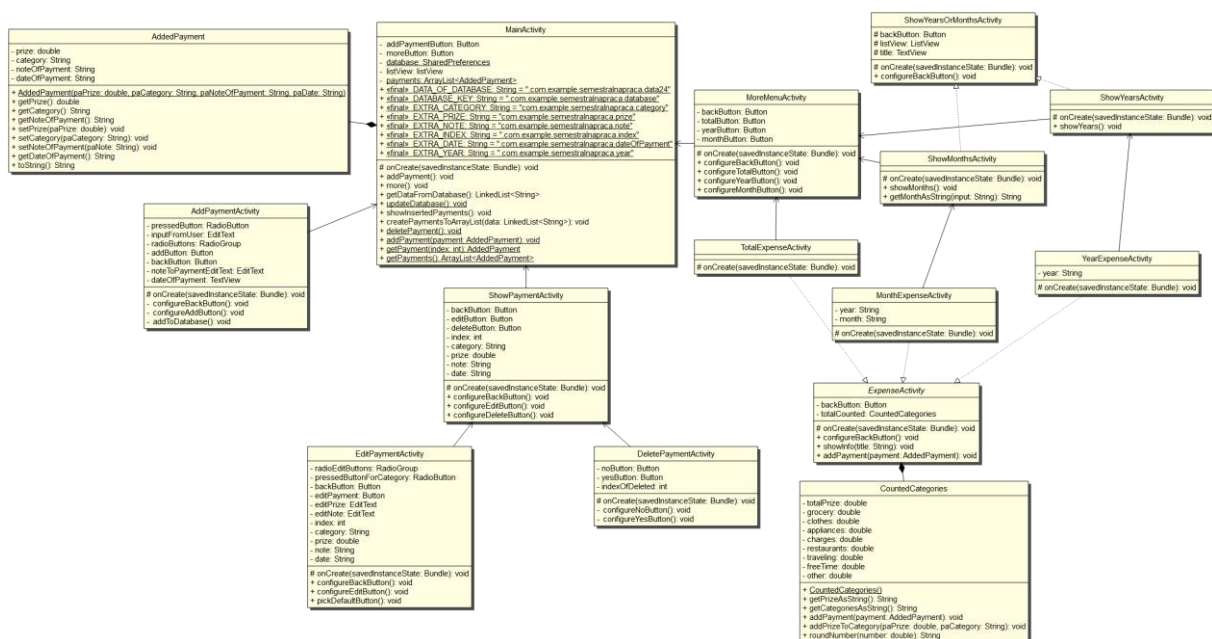 AddedPayment
- prize: double
- category: String
- noteOfPayment: String
- dateOfPayment: String
+ AddedPayment(paPrize: double, paCategory: String, paNoteOfPayment: String, paDate: String)
+ getPrize(): double
+ getCategory(): String
+ getNoteOfPayment(): String
+ setPrize(paPrize: double): void
+ setCategory(paCategory: String): void
+ setNoteOfPayment(paNote: String): void
+ getDateOfPayment(): String
+ toString(): String
MainActivity
- addPaymentButton: Button
- moreButton: Button
- database: SharedPreferences
- listView: listView
- payments: ArrayList<AddedPayment>
+ «final» DATA_OF_DATABASE: String = ".com.example.semestralnapraca.data24"
+ «final» DATABASE_KEY: String = ".com.example.semestralnapraca.database"
+ «final» EXTRA_CATEGORY: String = "com.example.semestralnapraca.category"
+ «final» EXTRA_PRIZE: String = "com.example.semestralnapraca.prize"
+ «final» EXTRA_NOTE: String = "com.example.semestralnapraca.note"
+ «final» EXTRA_INDEX: String = "com.example.semestralnapraca.index"
+ «final» EXTRA_DATE: String = "com.example.semestralnapraca.dateOfPayment"
+ «final» EXTRA_YEAR: String = ".com.example.semestralnapraca.year"
# onCreate(savedInstanceState: Bundle): void
+ addPayment(): void
+ more(): void
+ getDataFromDatabase(): LinkedList<String>
+ updateDatabase(): void
+ showInsertedPayments(): void
+ createPaymentsToArrayList(data: LinkedList<String>): void
+ deletePayment(): void
+ addPayment(payment: AddedPayment): void
+ getPayment(index: int): AddedPayment
+ getPayments(): ArrayList<AddedPayment>
ShowYearsOrMonthsActivity
# backButton: Button
# listView: ListView
# title: TextView
# onCreate(savedInstanceState: Bundle): void
+ configureBackButton(): void
MoreMenuActivity
- backButton: Button
- totalButton: Button
- yearButton: Button
- monthButton: Button
# onCreate(savedInstanceState: Bundle): void
+ configureBackButton(): void
+ configureTotalButton(): void
+ configureYearButton(): void
+ configureMonthButton(): void
ShowYearsActivity
# onCreate(savedInstanceState: Bundle): void
+ showYears(): void
ShowMonthsActivity
# onCreate(savedInstanceState: Bundle): void
+ showMonths(): void
+ getMonthAsString(input: String): String
AddPaymentActivity
- pressedButton: RadioButton
- inputFromUser: EditText
- radioButtons: RadioGroup
- addButton: Button
- backButton: Button
- noteToPaymentEditText: EditText
- dateOfPayment: TextView
# onCreate(savedInstanceState: Bundle): void
- configureBackButton(): void
- configureAddButton(): void
- addToDatabase(): void
TotalExpenseActivity
# onCreate(savedInstanceState: Bundle): void
YearExpenseActivity
- year: String
# onCreate(savedInstanceState: Bundle): void
MonthExpenseActivity
- year: String
- month: String
# onCreate(savedInstanceState: Bundle): void
ShowPaymentActivity
- backButton: Button
- editButton: Button
- deleteButton: Button
- index: int
- category: String
- prize: double
- note: String
- date: String
# onCreate(savedInstanceState: Bundle): void
+ configureBackButton(): void
+ configureEditButton(): void
+ configureDeleteButton(): void
ExpenseActivity
- backButton: Button
- totalCounted: CountedCategories
# onCreate(savedInstanceState: Bundle): void
+ configureBackButton(): void
+ showInfo(title: String): void
+ addPayment(payment: AddedPayment): void
EditPaymentActivity
- radioEditButtons: RadioGroup
- pressedButtonForCategory: RadioButton
- backButton: Button
- editPayment: Button
- editPrize: EditText
- editNote: EditText
- index: int
- category: String
- prize: double
- note: String
- date: String
# onCreate(savedInstanceState: Bundle): void
+ configureBackButton(): void
+ configureEditButton(): void
+ pickDefaultButton(): void
DeletePaymentActivity
- noButton: Button
- yesButton: Button
- indexOfDeleted: int
# onCreate(savedInstanceState: Bundle): void
- configureNoButton(): void
- configureYesButton(): void
CountedCategories
- totalPrize: double
- grocery: double
- clothes: double
- appliances: double
- charges: double
- restaurants: double
- traveling: double
- freeTime: double
- other: double
+ CountedCategories()
+ getPrizeAsString(): String
+ getCategoriesAsString(): String
+ addPayment(payment: AddedPayment): void
+ addPrizeToCategory(paPrize: double, paCategory: String): void
+ roundNumber(number: double): String